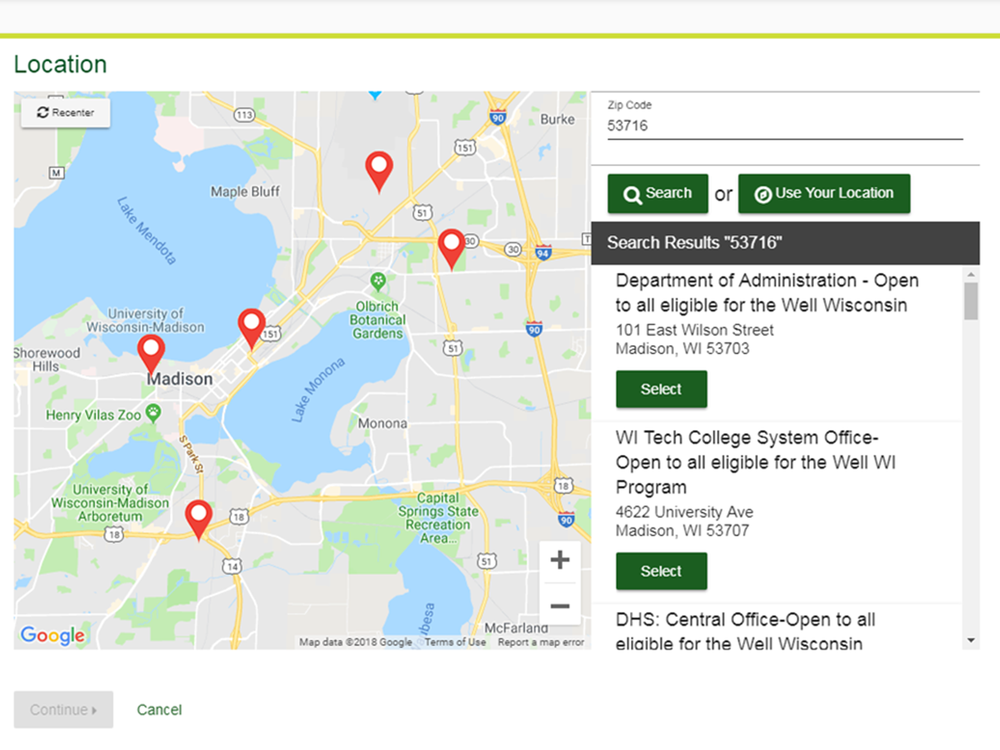 Location
Recenter
113
90
Burke
151
M
Maple Bluff
Lake Mendota
51
30
30
94
T
University of
Wisconsin-Madison
151
Olbrich
Botanical
Gardens
90
Shorewood
Hills
51
Madison
Lake Monona
Henry Vilas Zoo
Monona
S Park St
University of
Wisconsin-Madison
Arboretum
18
Capital
Springs State
Recreation
Area...
18
18
90
14
51
McFarland
Google
Map data ©2018 Google
Terms of Use
Report a map error
Zip Code
53716
Search
or
Use Your Location
Search Results "53716"
Department of Administration - Open
to all eligible for the Well Wisconsin
101 East Wilson Street
Madison, WI 53703
Select
WI Tech College System Office-
Open to all eligible for the Well WI
Program
4622 University Ave
Madison, WI 53707
Select
DHS: Central Office-Open to all
eligible for the Well Wisconsin
Continue
Cancel